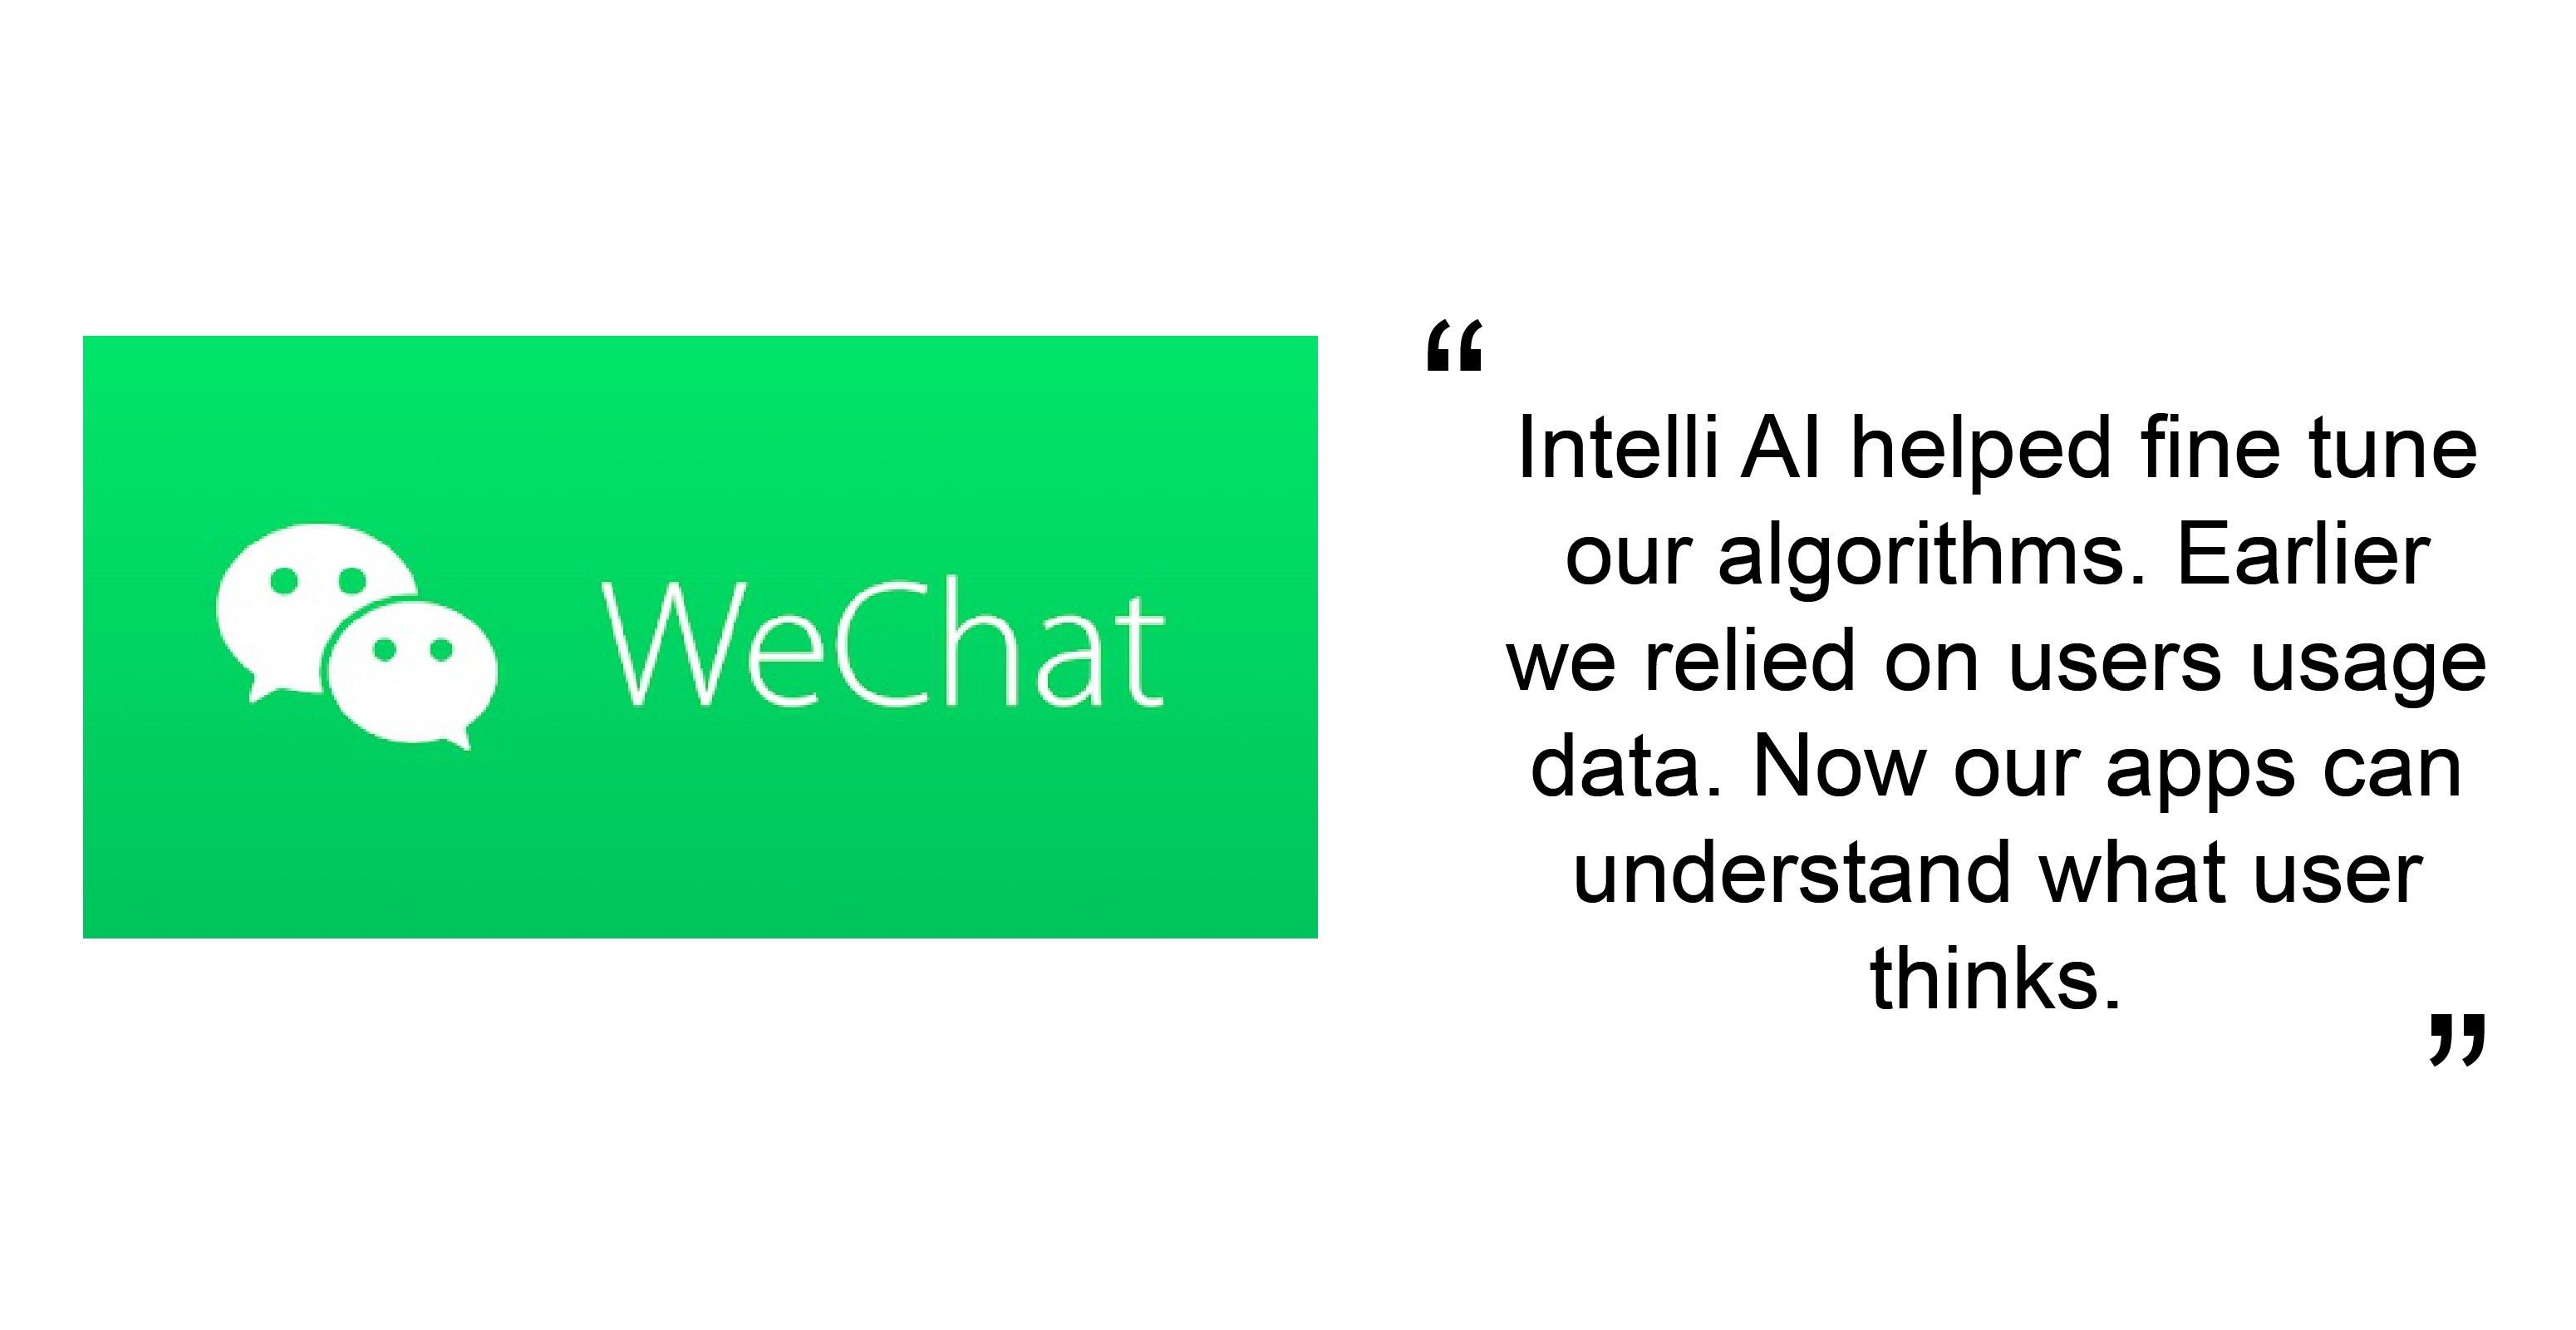 WeChat
“
Intelli AI helped fine tune
our algorithms. Earlier
we relied on users usage
data. Now our apps can
understand what user
thinks.
”